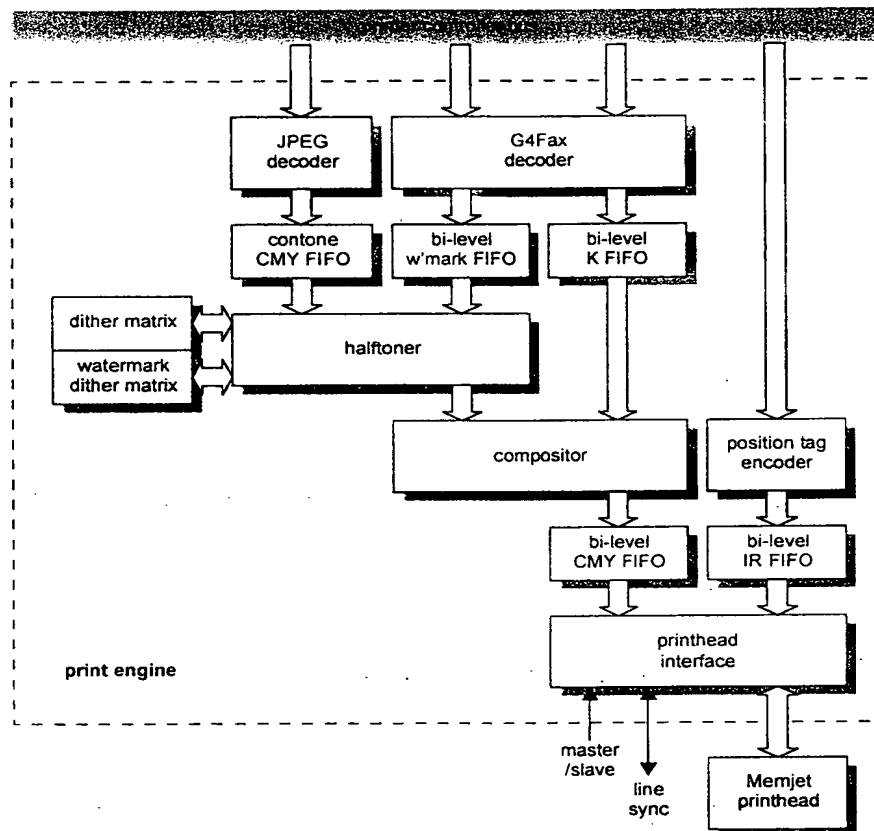 JPEG
decoder
G4Fax
decoder
contone
CMY FIFO
bi-level
w'mark FIFO
bi-level
K FIFO
dither matrix
watermark
dither matrix
halftoner
compositor
position tag
encoder
bi-level
CMY FIFO
bi-level
IR FIFO
printhead
interface
print engine
master
/slave
line
sync
Memjet
printhead